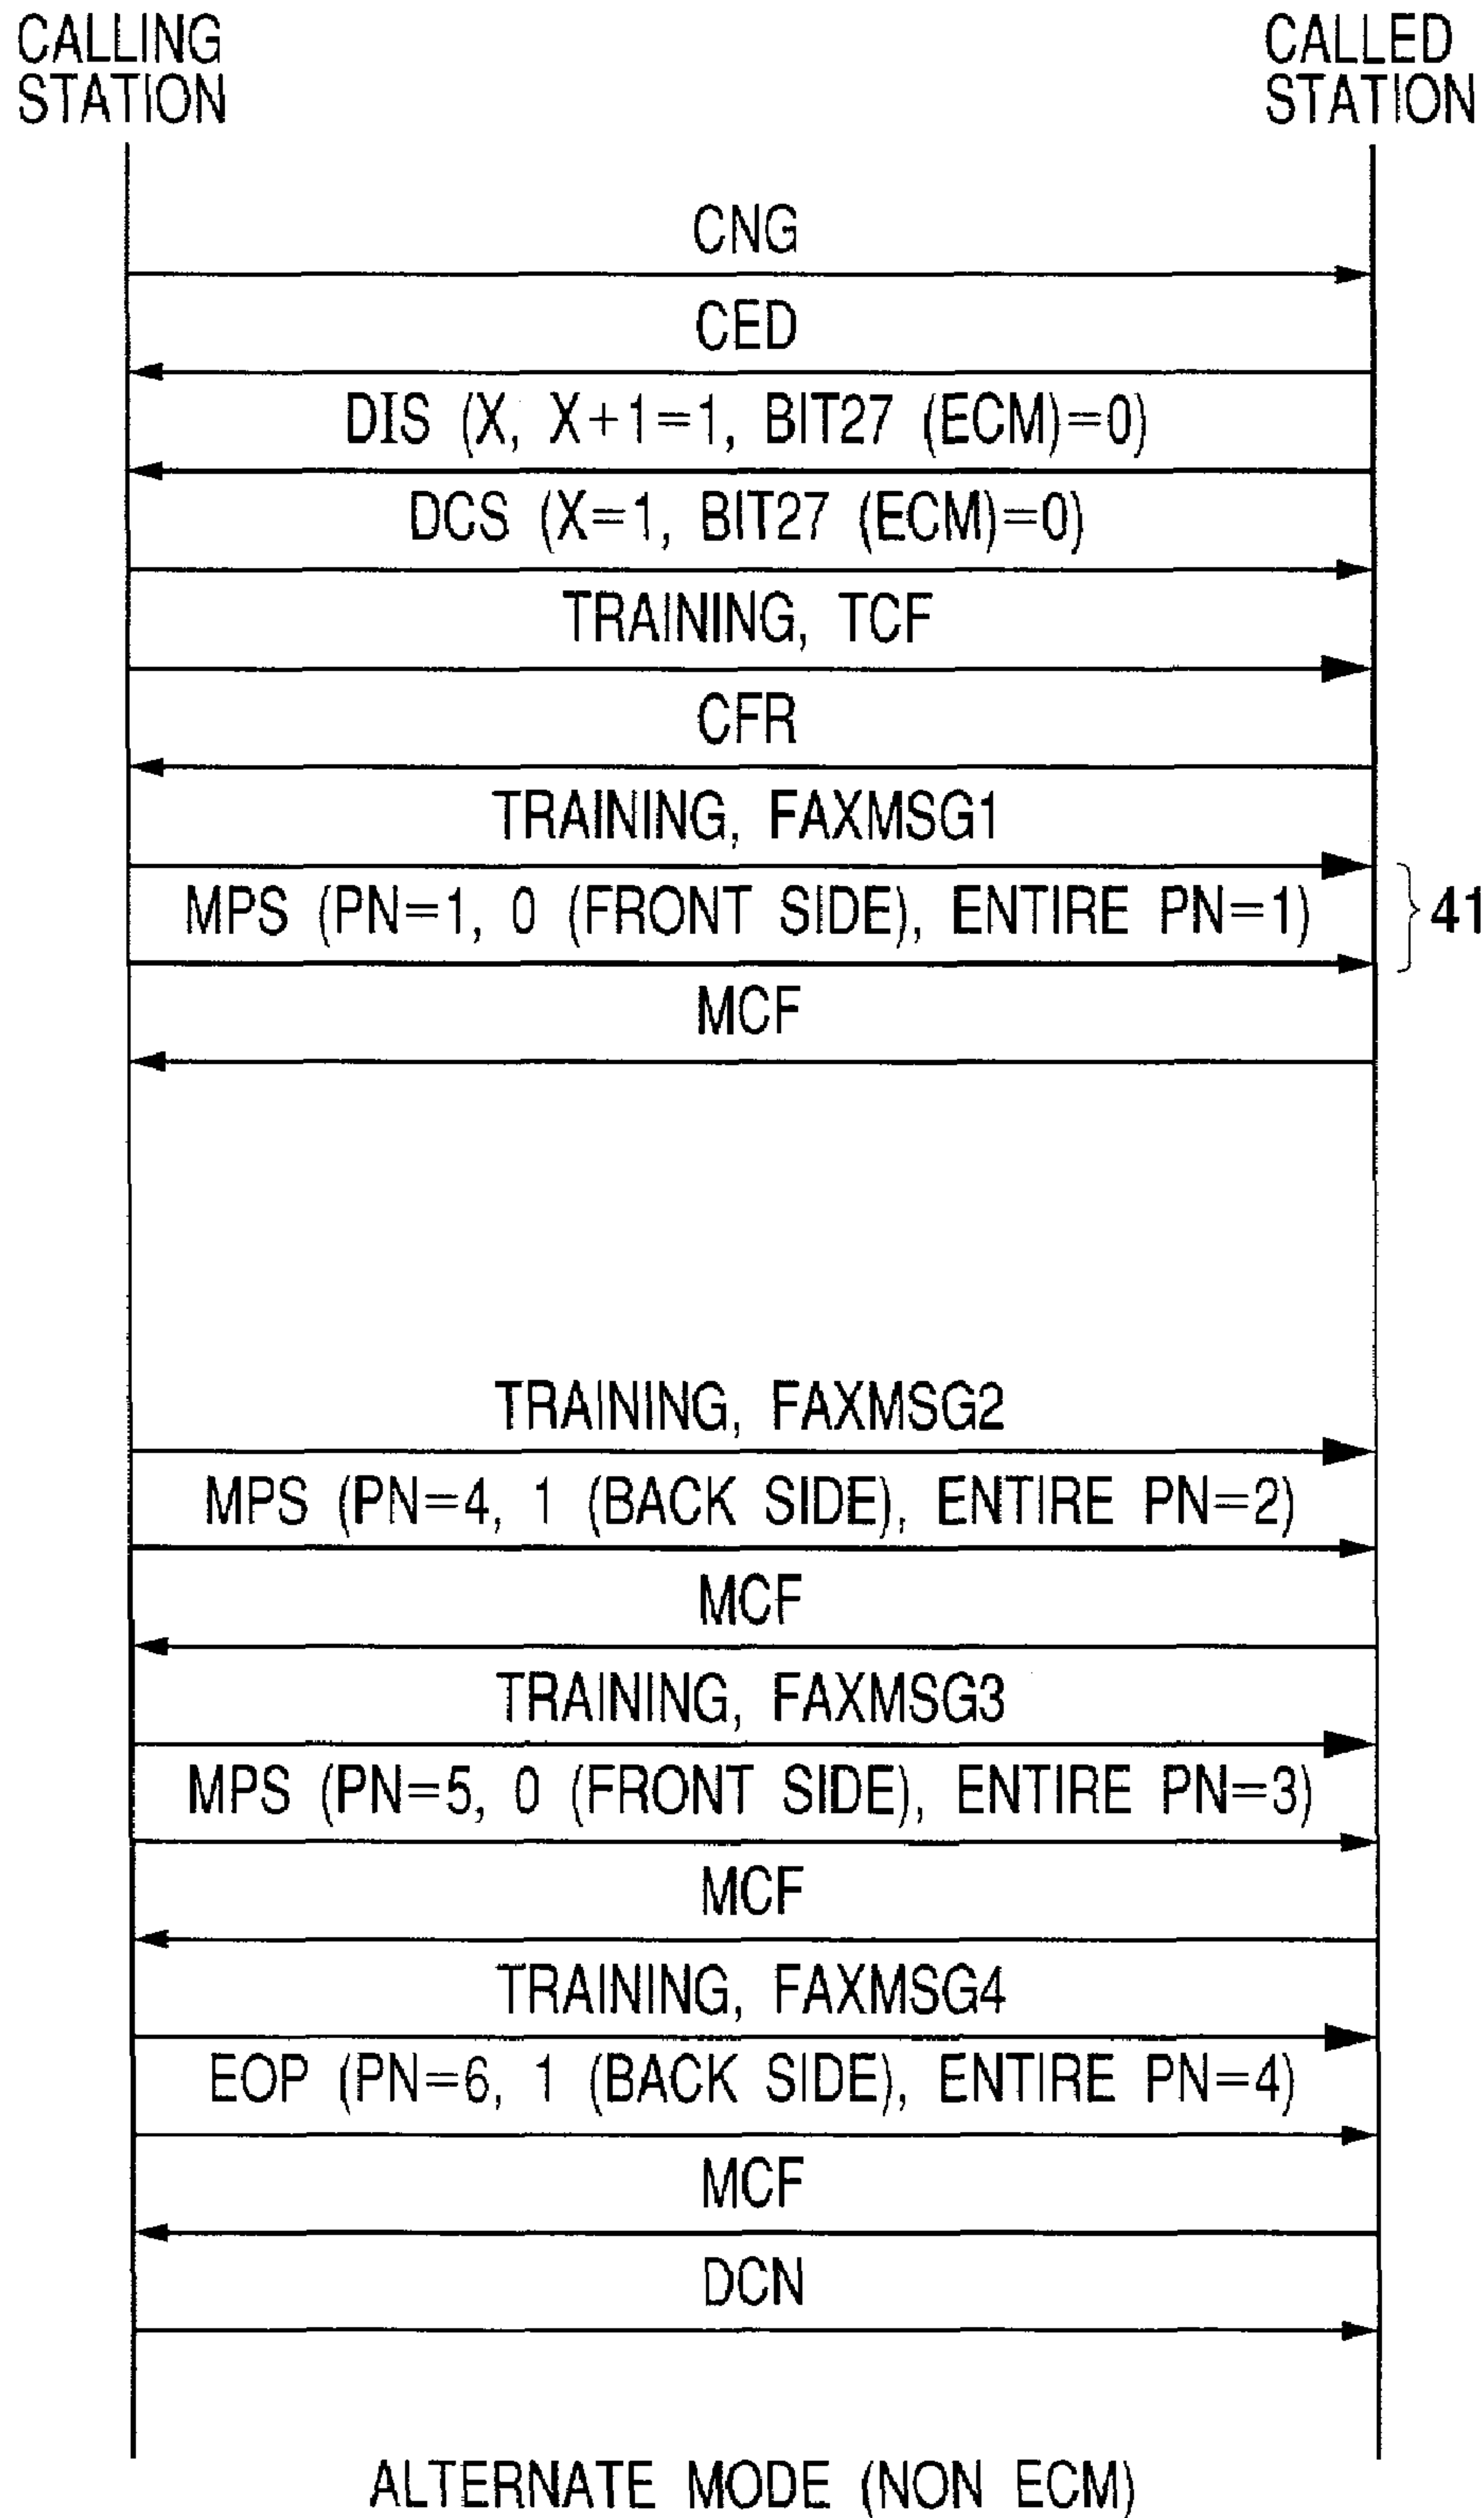 CALLING
STATION
CALLED
STATION
CNG
CED
DIS (X, X+1=1, BIT27 (ECM)=0)
DCS (X=1, BIT27 (ECM)=0)
TRAINING, TCF
CFR
TRAINING, FAXMSG1
MPS (PN=1, 0 (FRONT SIDE), ENTIRE PN=1)
41
MCF
TRAINING, FAXMSG2
MPS (PN=4, 1 (BACK SIDE), ENTIRE PN=2)
MCF
TRAINING, FAXMSG3
MPS (PN=5, 0 (FRONT SIDE), ENTIRE PN=3)
MCF
TRAINING, FAXMSG4
EOP (PN=6, 1 (BACK SIDE), ENTIRE PN=4)
MCF
DCN
ALTERNATE MODE (NON ECM)